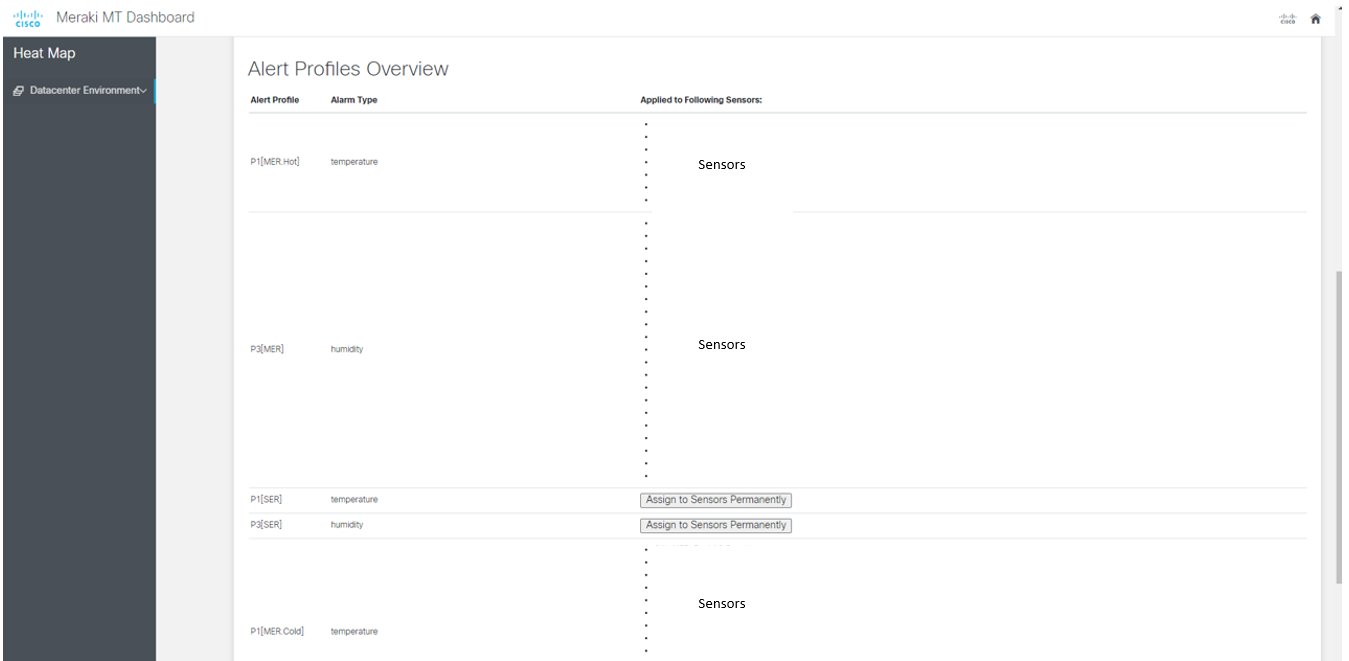 CISCO
Meraki MT Dashboard
CISCO
Heat Map
Datacenter Environment
Alert Profiles Overview
Alert Profile Alarm Type Applied to Following Sensors:
P1[MER.Hot] temperature Sensors
P3[MER] humidity Sensors
P1[SER] temperature Assign to Sensors Permanently
P3[SER] humidity Assign to Sensors Permanently
Sensors
P1[MER.Cold] temperature